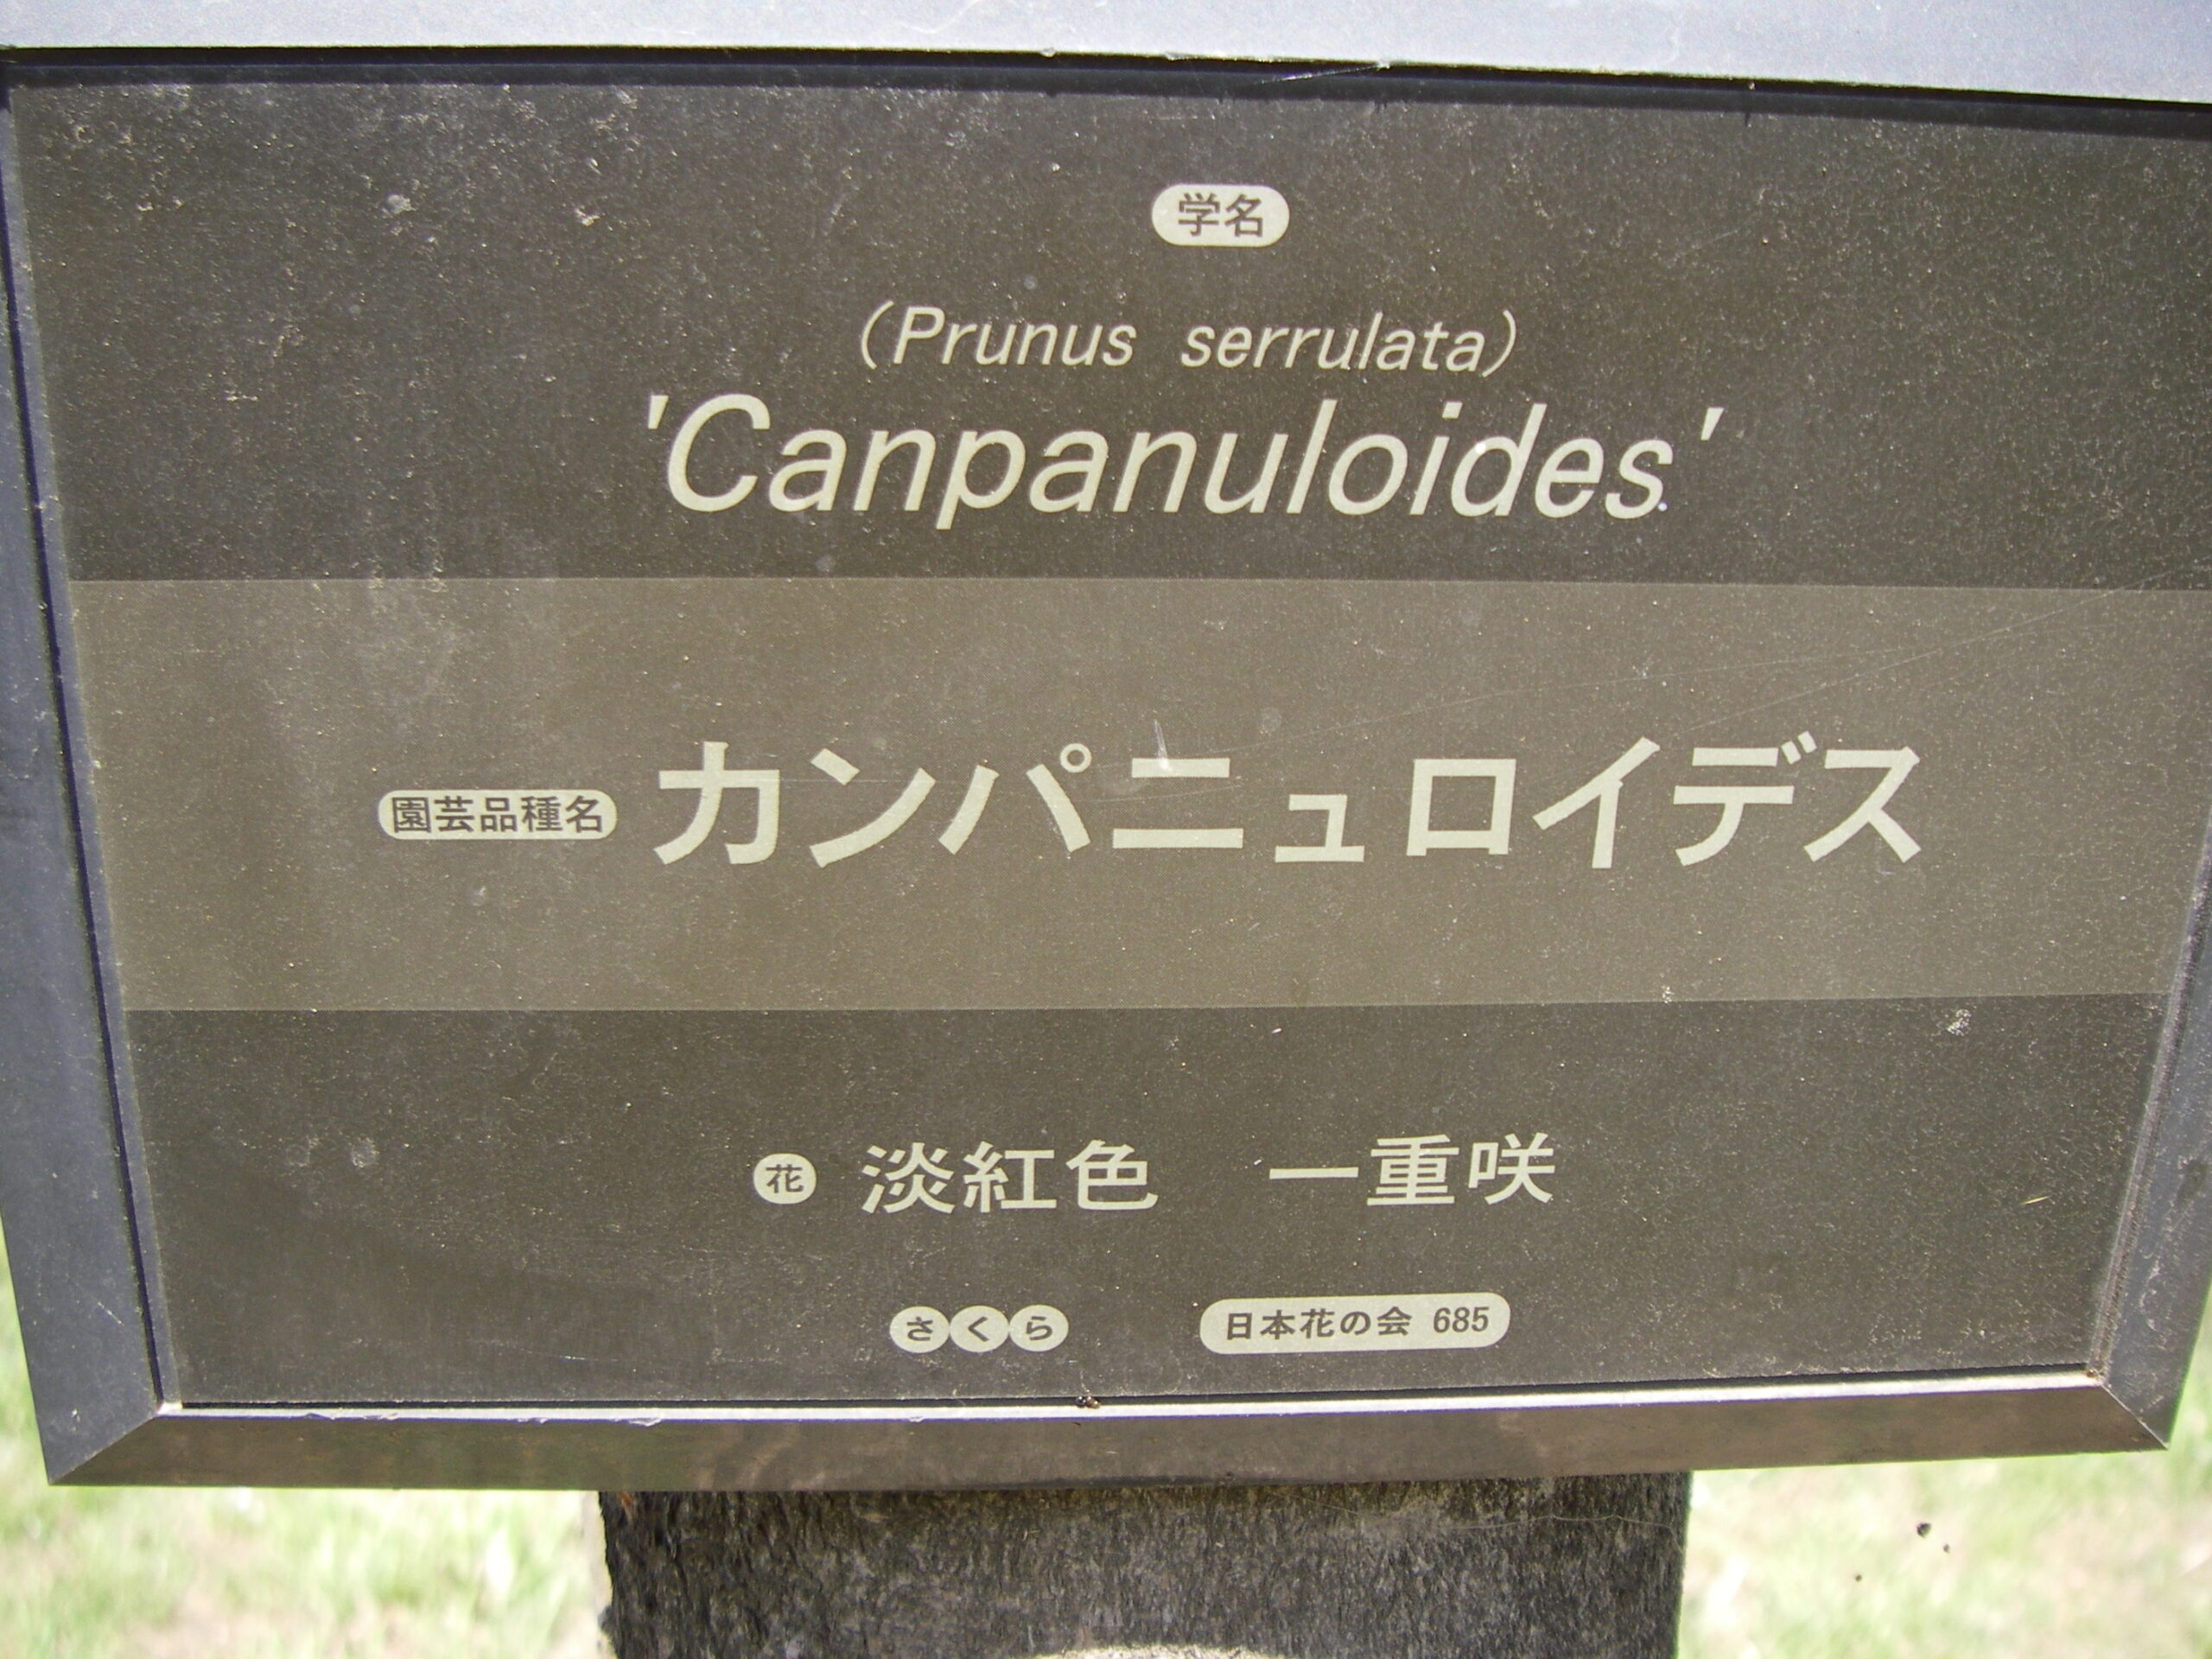 学名
(Prunus serrulata)
'Canpanuloides'
園芸品種名 カンパニュロイデス
花 淡紅色 一重咲
さくら 日本花の会 685